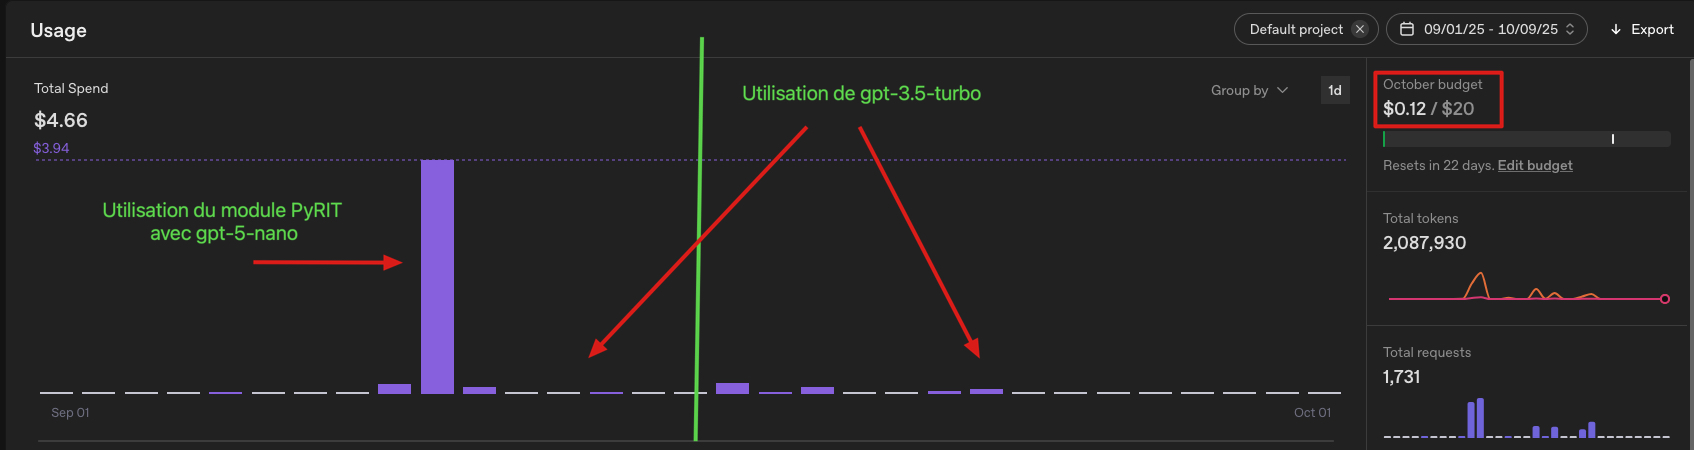 Usage
Default project
09/01/25 - 10/09/25
Export
Total Spend
$4.66
$3.94
Utilisation de gpt-3.5-turbo
Group by
1d
Utilisation du module PyRIT
avec gpt-5-nano
Sep 01
Oct 01
October budget
$0.12 / $20
Resets in 22 days. Edit budget
Total tokens
2,087,930
Total requests
1,731